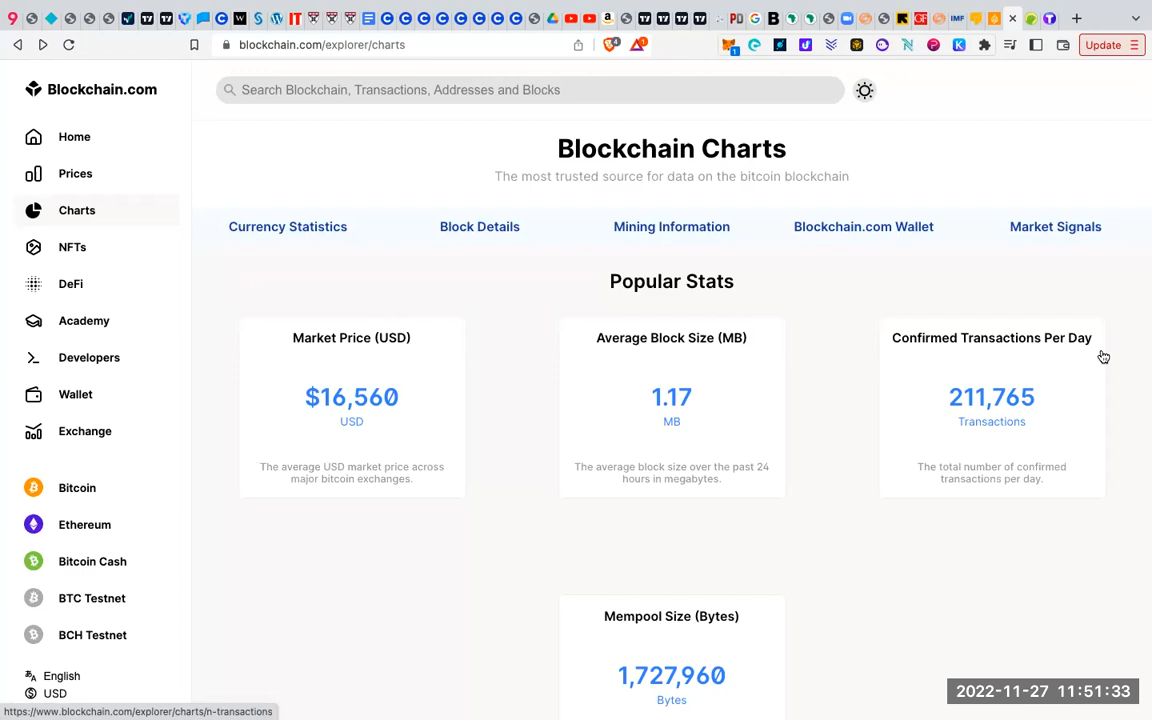 blockchain.com/explorer/charts
Update
Blockchain.com
Search Blockchain, Transactions, Addresses and Blocks
Home
Prices
Charts
NFTs
DeFi
Academy
Developers
Wallet
Exchange
Bitcoin
Ethereum
Bitcoin Cash
BTC Testnet
BCH Testnet
English
USD
Blockchain Charts
The most trusted source for data on the bitcoin blockchain
Currency Statistics
Block Details
Mining Information
Blockchain.com Wallet
Market Signals
Popular Stats
Market Price (USD)
$16,560
USD
The average USD market price across
major bitcoin exchanges.
Average Block Size (MB)
1.17
MB
The average block size over the past 24
hours in megabytes.
Confirmed Transactions Per Day
211,765
Transactions
The total number of confirmed
transactions per day.
Mempool Size (Bytes)
1,727,960
Bytes
https://www.blockchain.com/explorer/charts/n-transactions
2022-11-27 11:51:33